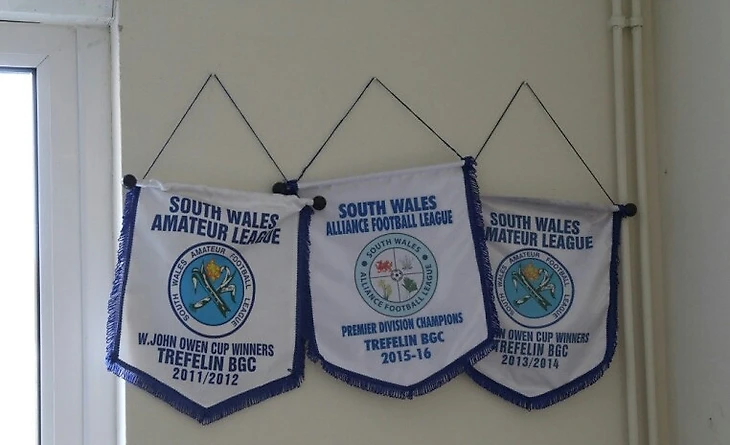 SOUTH WALES
AMATEUR LEAGUE
SOUTH WALES AMATEUR FOOTBALL LEAGUE
W.JOHN OWEN CUP WINNERS
TREFELIN BGC
2011/2012
SOUTH WALES
ALLIANCE FOOTBALL LEAGUE
SOUTH WALES
ALLIANCE FOOTBALL LEAGUE
PREMIER DIVISION CHAMPIONS
TREFELIN BGC
2015-16
SOUTH WALES
MATEUR LEAGUE
SOUTH WALES AMATEUR FOOTBALL LEAGUE
OWEN CUP WINNERS
TREFELIN BGC
2013/2014